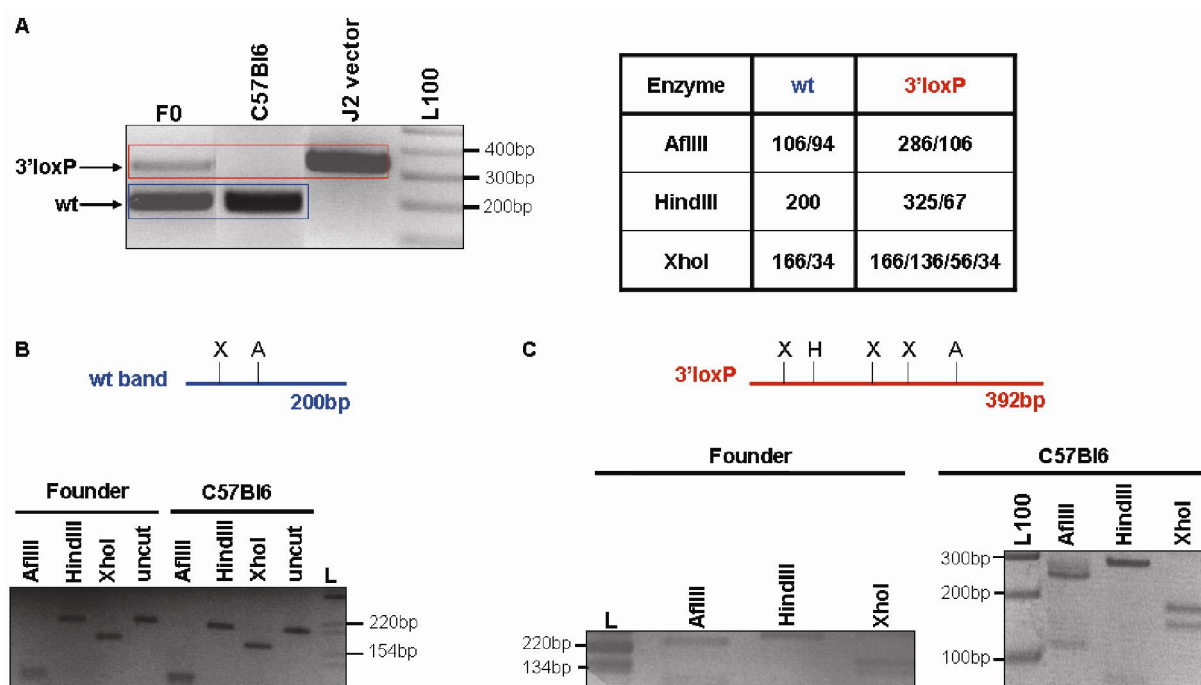 A
F0
C57Bl6
J2 vector
L100
3'loxP
wt
400bp
300bp
200bp
Enzyme wt 3'loxP
AflIII 106/94 286/106
HindIII 200 325/67
XhoI 166/34 166/136/56/34
B
X A
wt band
200bp
Founder C57Bl6
AflIII HindIII XhoI uncut AflIII HindIII XhoI uncut L
220bp
154bp
C
X H X X A
3'loxP
392bp
Founder
L AflIII HindIII XhoI
220bp
134bp
C57Bl6
L100 AflIII HindIII XhoI
300bp
200bp
100bp